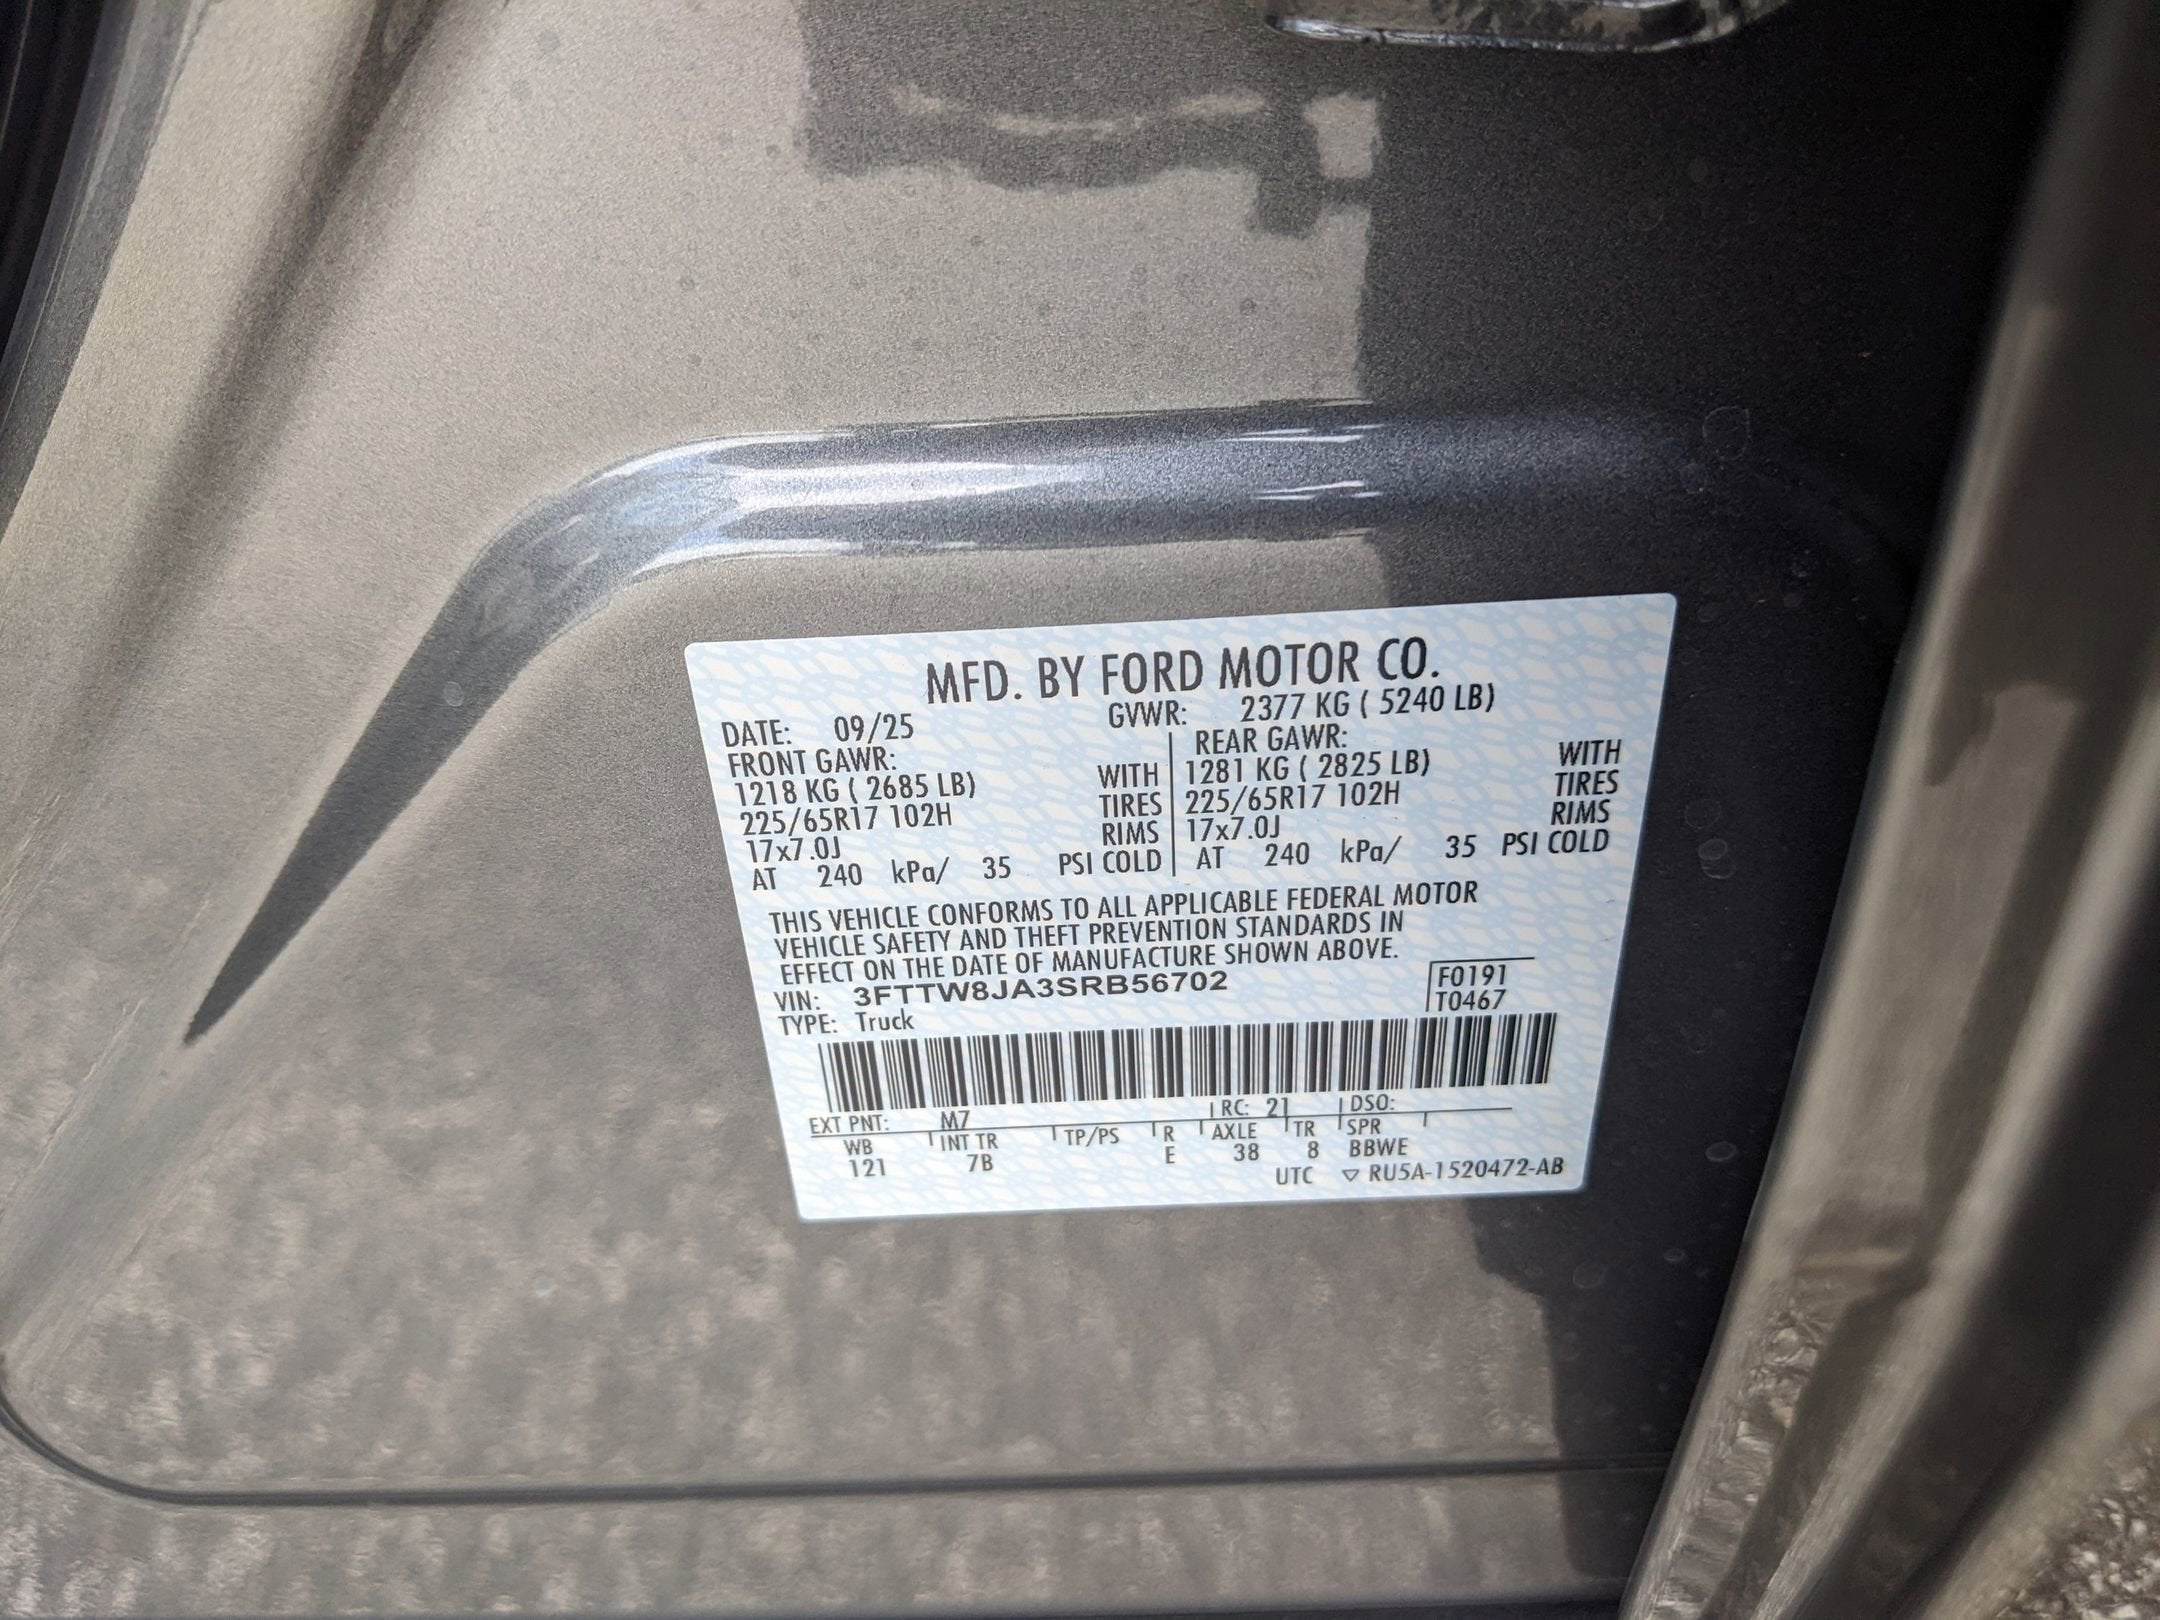 MFD. BY FORD MOTOR CO.
DATE: 09/25 GVWR: 2377 KG ( 5240 LB)
FRONT GAWR: REAR GAWR:
1218 KG ( 2685 LB) WITH 1281 KG ( 2825 LB) WITH
225/65R17 102H TIRES 225/65R17 102H TIRES
17x7.0J RIMS 17x7.0J RIMS
AT 240 kPa/ 35 PSI COLD AT 240 kPa/ 35 PSI COLD
THIS VEHICLE CONFORMS TO ALL APPLICABLE FEDERAL MOTOR
VEHICLE SAFETY AND THEFT PREVENTION STANDARDS IN
EFFECT ON THE DATE OF MANUFACTURE SHOWN ABOVE.
VIN: 3FTTW8JA3SRB56702 F0191
TYPE: Truck T0467
EXT PNT: M7 RC: 21 DSO:
WB INT TR TP/PS R AXLE TR SPR
121 7B E 38 8 BBWE
UTC ▽ RU5A-1520472-AB